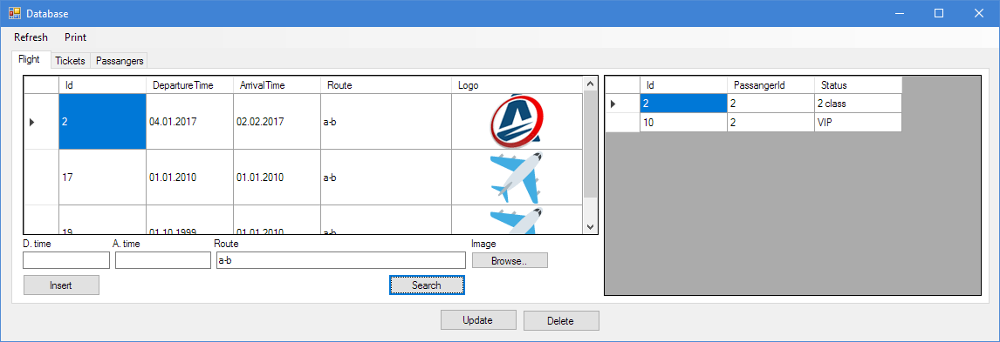 Database
Refresh Print
Flight Tickets Passangers
Id DepartureTime ArrivalTime Route Logo
2 04.01.2017 02.02.2017 a-b
17 01.01.2010 01.01.2010 a-b
19 01.10.1999 01.01.2010 a-b
Id PassangerId Status
2 2 2 class
10 2 VIP
D. time A. time Route Image
a-b Browse..
Insert Search
Update Delete